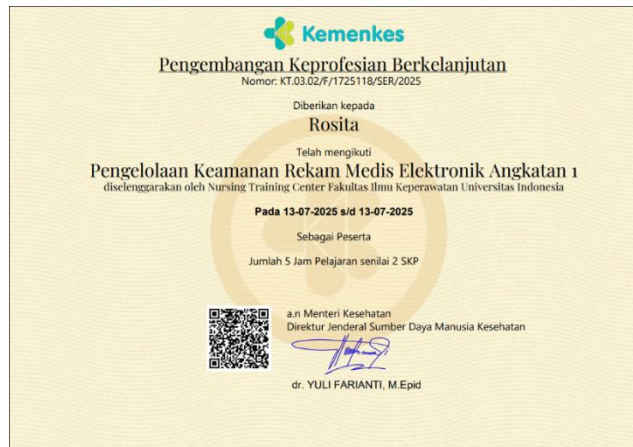 Kemenkes
Pengembangan Keprofesian Berkelanjutan
Nomor: KT.03.02/F/1725118/SER/2025
Diberikan kepada
Rosita
Telah mengikuti
Pengelolaan Keamanan Rekam Medis Elektronik Angkatan 1
diselenggarakan oleh Nursing Training Center Fakultas Ilmu Keperawatan Universitas Indonesia
Pada 13-07-2025 s/d 13-07-2025
Sebagai Peserta
Jumlah 5 Jam Pelajaran senilai 2 SKP
a.n Menteri Kesehatan
Direktur Jenderal Sumber Daya Manusia Kesehatan
dr. YULI FARIANTI, M.Epid